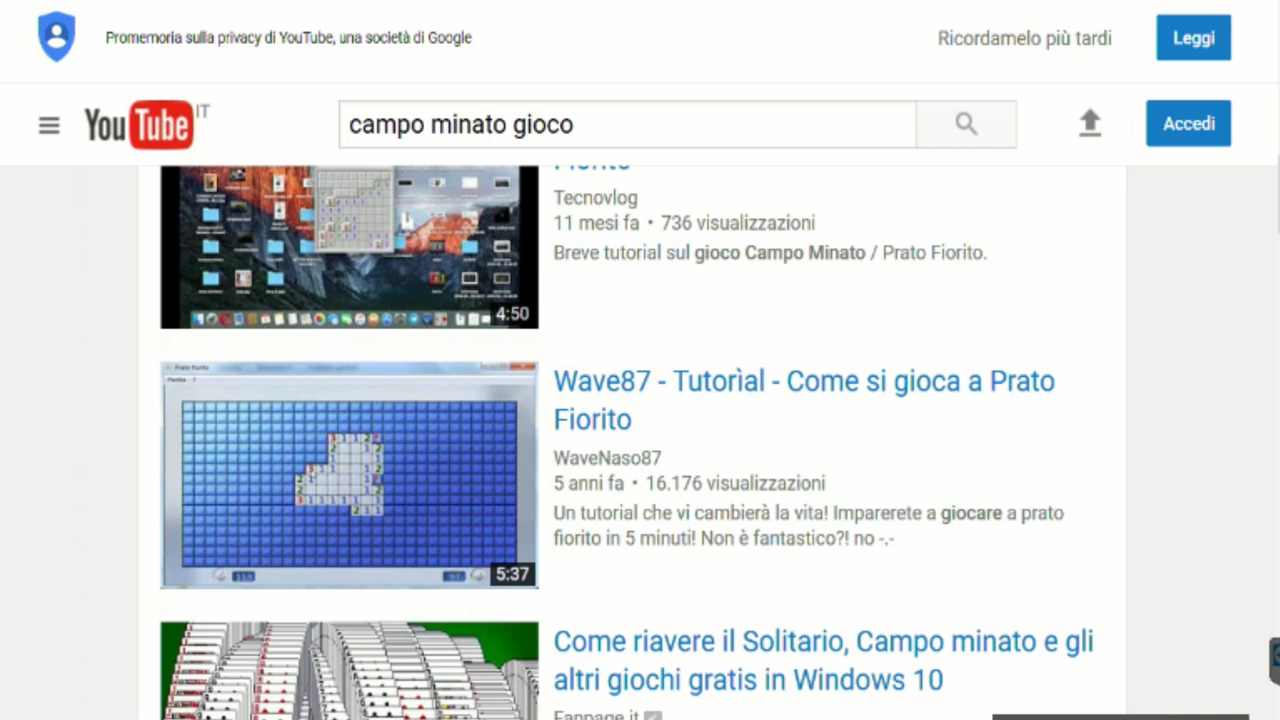 Promemoria sulla privacy di YouTube, una società di Google
Ricordamelo più tardi
Leggi
YouTube IT
campo minato gioco
Accedi
Tecnovlog
11 mesi fa • 736 visualizzazioni
Breve tutorial sul gioco Campo Minato / Prato Fiorito.
4:50
Prato Fiorito
Wave87 - Tutorìal - Come si gioca a Prato
Fiorito
WaveNaso87
5 anni fa • 16.176 visualizzazioni
Un tutorial che vi cambierà la vita! Imparerete a giocare a prato
fiorito in 5 minuti! Non è fantastico?! no -.-
5:37
Come riavere il Solitario, Campo minato e gli
altri giochi gratis in Windows 10
Fanpage.it